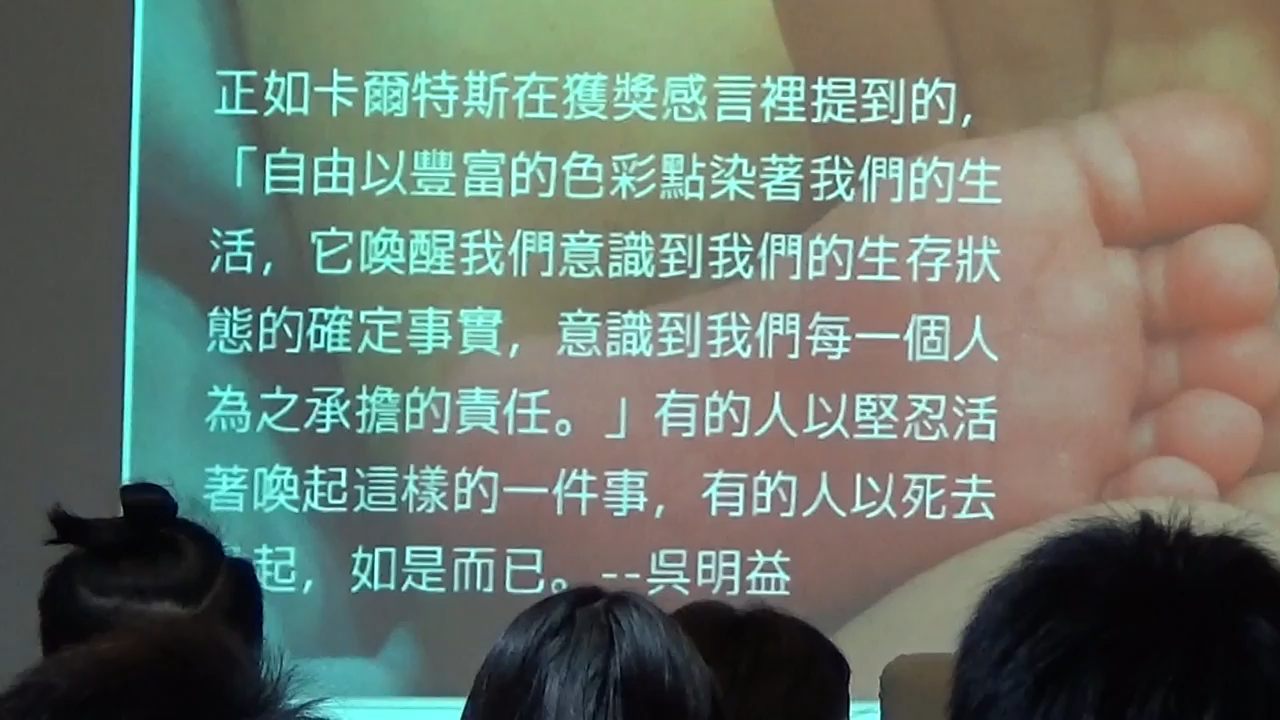 正如卡爾特斯在獲獎感言裡提到的，
「自由以豐富的色彩點染著我們的生
活，它喚醒我們意識到我們的生存狀
態的確定事實，意識到我們每一個人
為之承擔的責任。」有的人以堅忍活
著喚起這樣的一件事，有的人以死去
起，如是而已。--吳明益